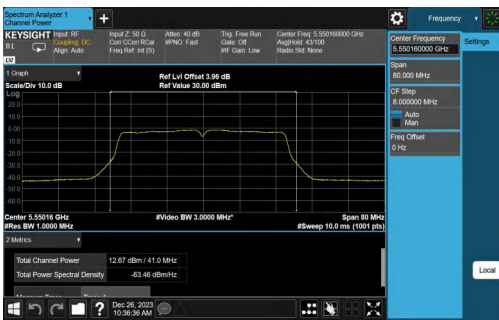 Spectrum Analyzer 1
Channel Power
Frequency
KEYSIGHT
Input: RF
Coupling: DC
Align: Auto
Input Z: 50 Ω
Corr CCorr RCal
Freq Ref: Int (S)
Atten: 40 dB
#PNO: Fast
Trig: Free Run
Gate: Off
#IF Gain: Low
Center Freq: 5.550160000 GHz
Avg|Hold: 43/100
Radio Std: None
RL
Center Frequency
5.550160000 GHz
Settings
Span
80.000 MHz
CF Step
8.000000 MHz
Auto
Man
Freq Offset
0 Hz
1 Graph
Scale/Div 10.0 dB
Ref Lvl Offset 3.96 dB
Ref Value 30.00 dBm
Log
20.0
10.0
0.00
-10.0
-20.0
-30.0
-40.0
-50.0
-60.0
Center 5.55016 GHz
#Res BW 1.0000 MHz
#Video BW 3.0000 MHz*
Span 80 MHz
#Sweep 10.0 ms (1001 pts)
2 Metrics
Total Channel Power
12.67 dBm / 41.0 MHz
Total Power Spectral Density
-63.46 dBm/Hz
Local
?
Dec 26, 2023
10:36:36 AM